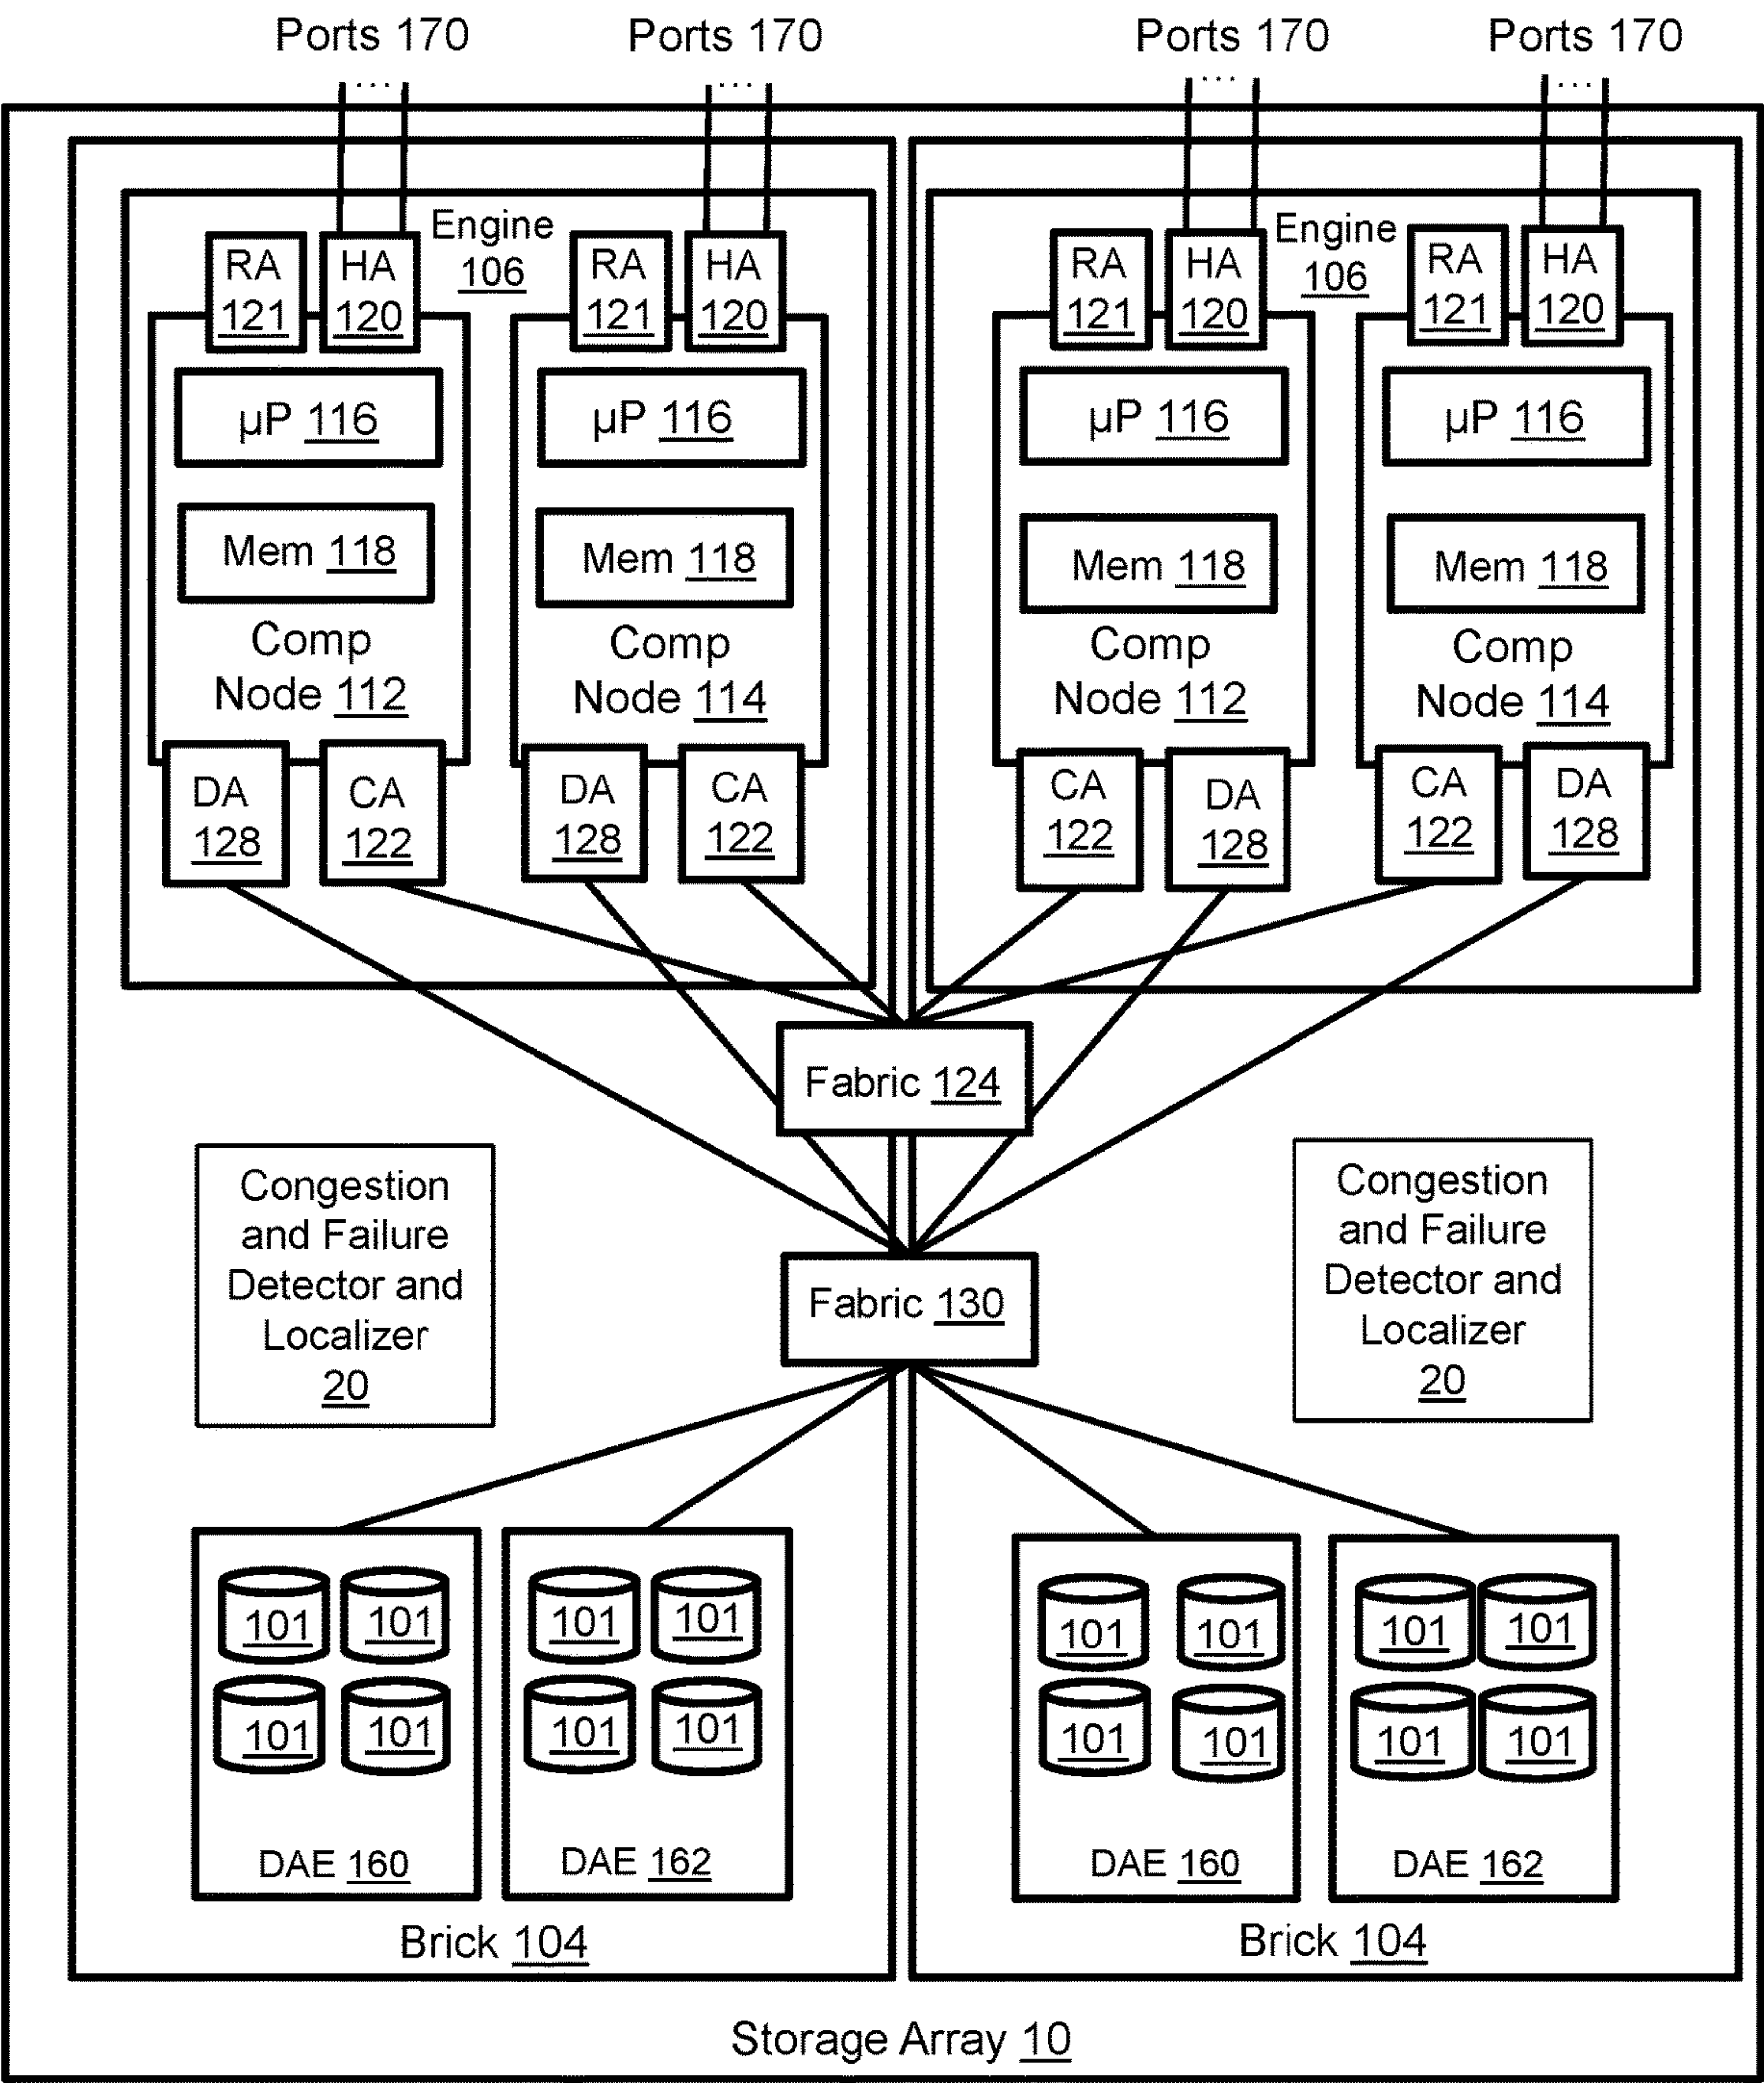 Ports 170
Ports 170
Ports 170
Ports 170
...
...
...
...
RA
121
HA
120
Engine
106
RA
121
HA
120
RA
121
HA
120
Engine
106
RA
121
HA
120
µP 116
µP 116
µP 116
µP 116
Mem 118
Mem 118
Mem 118
Mem 118
Comp
Node 112
Comp
Node 114
Comp
Node 112
Comp
Node 114
DA
128
CA
122
DA
128
CA
122
CA
122
DA
128
CA
122
DA
128
Fabric 124
Congestion
and Failure
Detector and
Localizer
20
Congestion
and Failure
Detector and
Localizer
20
Fabric 130
101
101
101
101
DAE 160
101
101
101
101
DAE 162
101
101
101
101
DAE 160
101
101
101
101
DAE 162
Brick 104
Brick 104
Storage Array 10